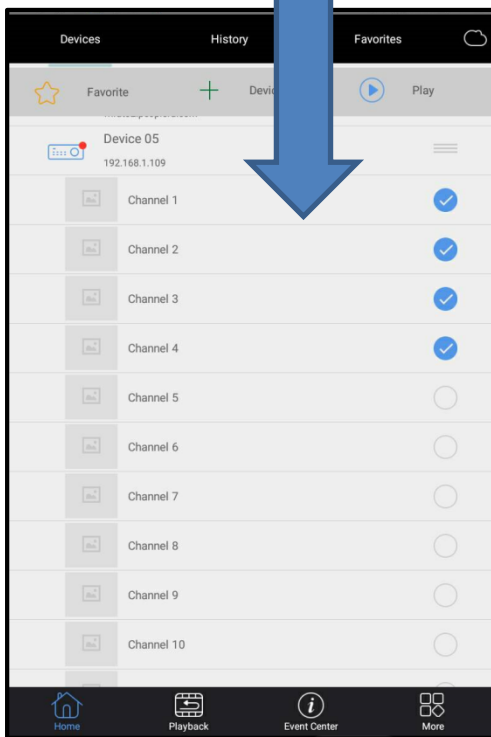 Devices History Favorites
Favorite Play
Device 05
192.168.1.109
Channel 1
Channel 2
Channel 3
Channel 4
Channel 5
Channel 6
Channel 7
Channel 8
Channel 9
Channel 10
Home Playback Event Center More